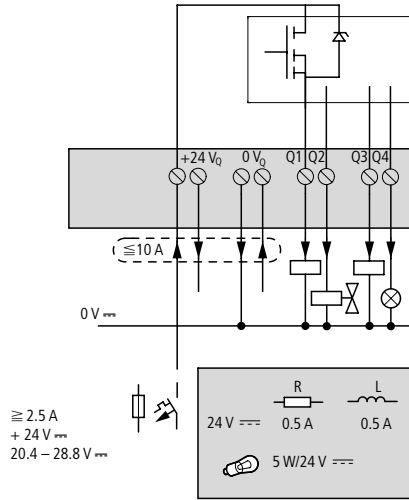 +24 VQ 0 VQ Q1 Q2 Q3 Q4
≦10 A
0 V ⎓
≧ 2.5 A
+ 24 V ⎓
20.4 – 28.8 V ⎓
R L
24 V ⎓ 0.5 A 0.5 A
5 W/24 V ⎓